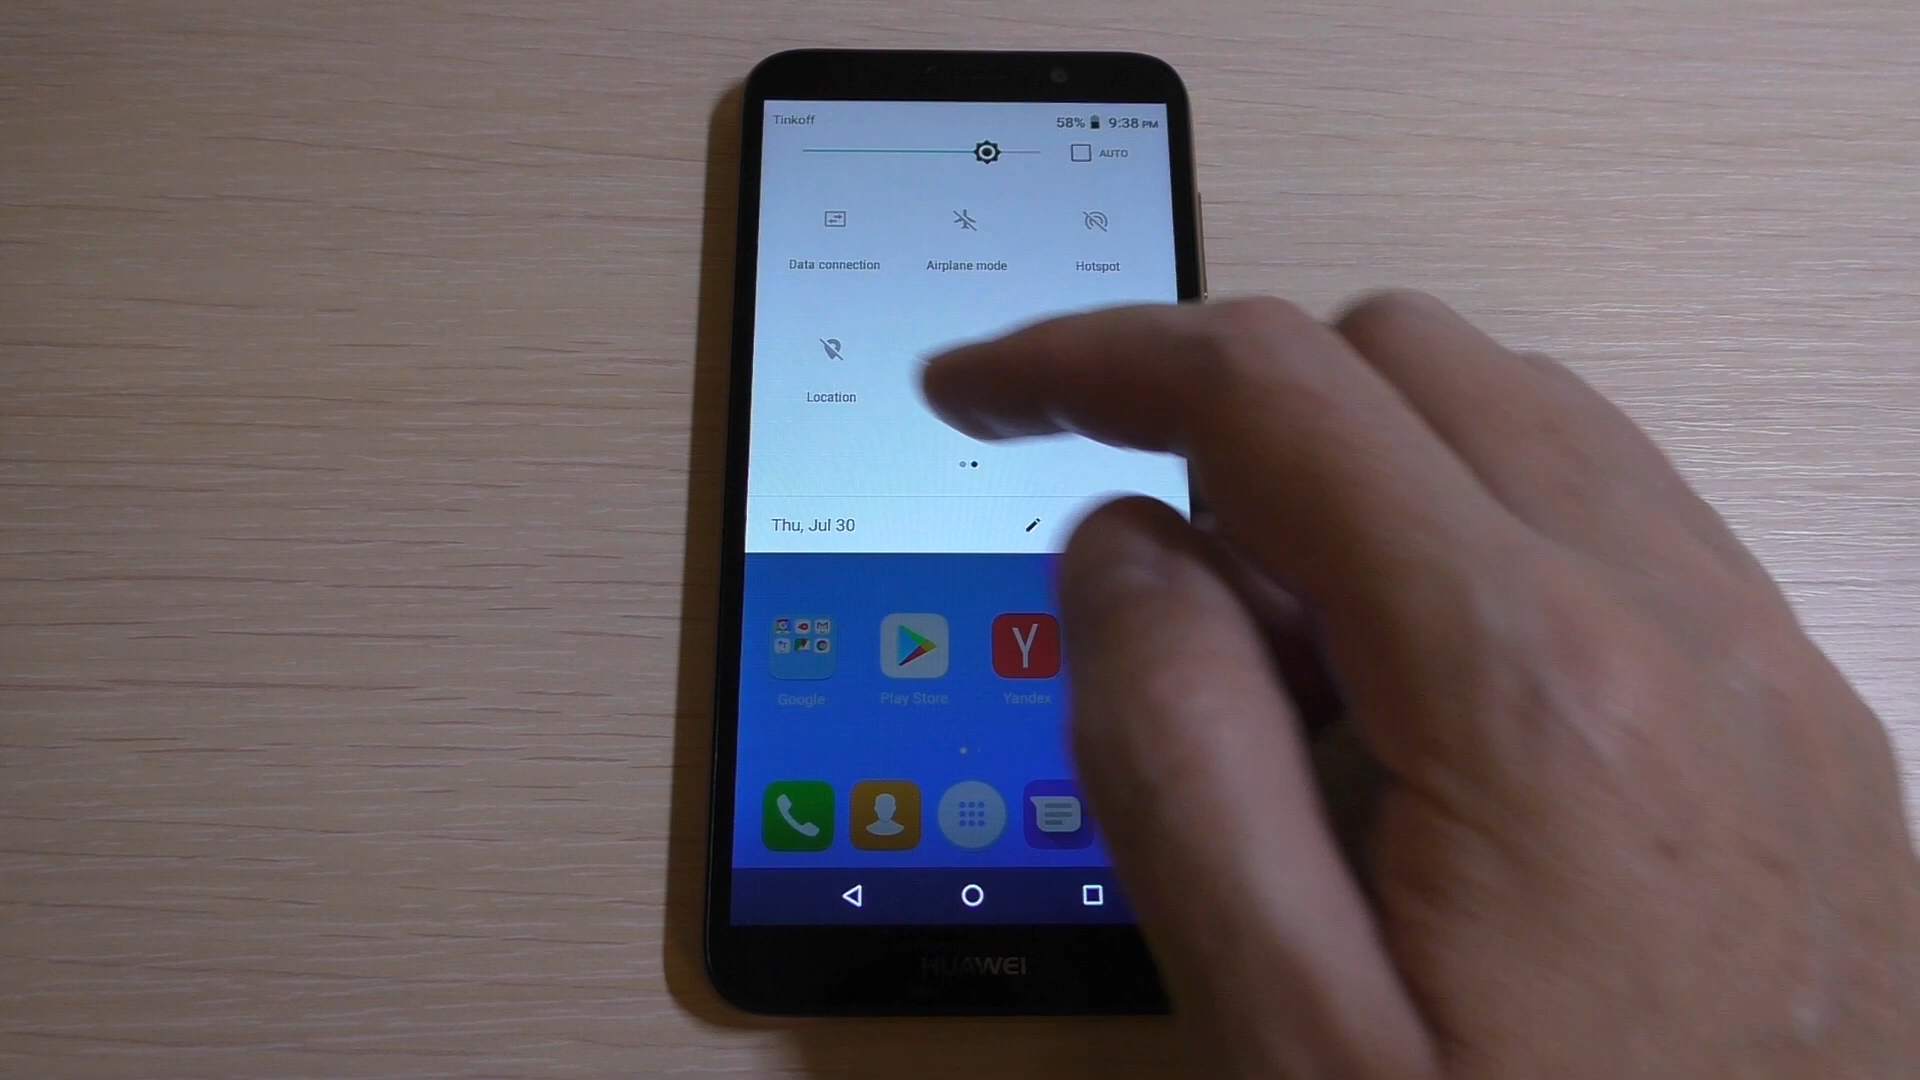 Tinkoff
58% 9:38 PM
AUTO
Data connection Airplane mode Hotspot
Location
Thu, Jul 30
Y
Google Play Store Yandex
HUAWEI